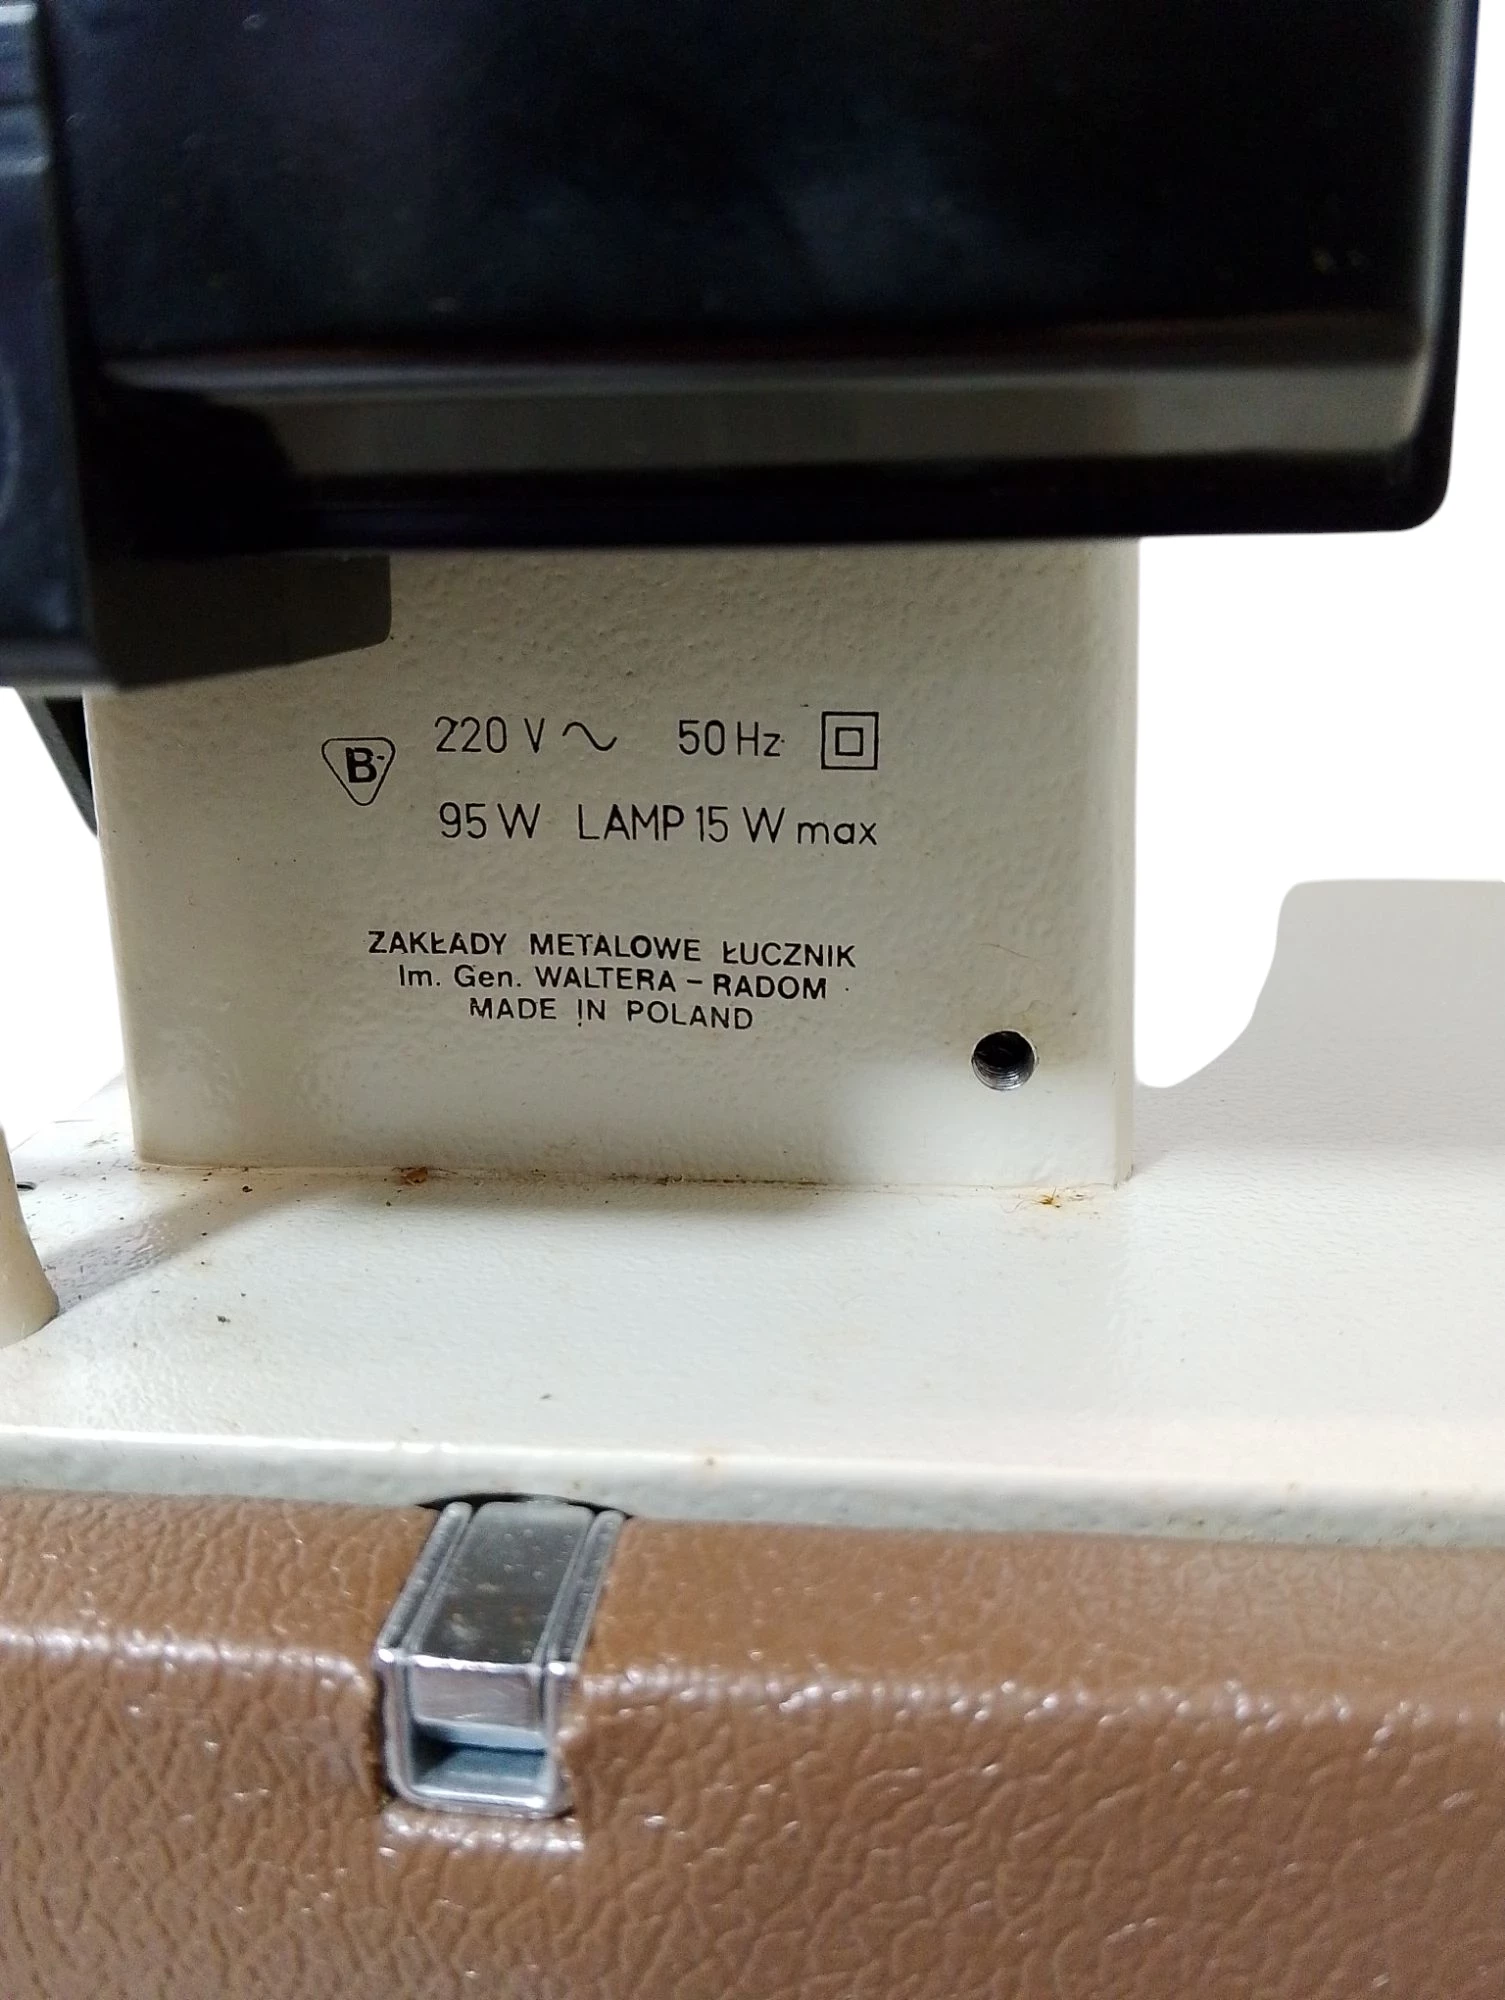 B 220 V ~ 50 Hz
95 W LAMP 15 W max
ZAKŁADY METALOWE ŁUCZNIK
Im. Gen. WALTERA – RADOM
MADE IN POLAND